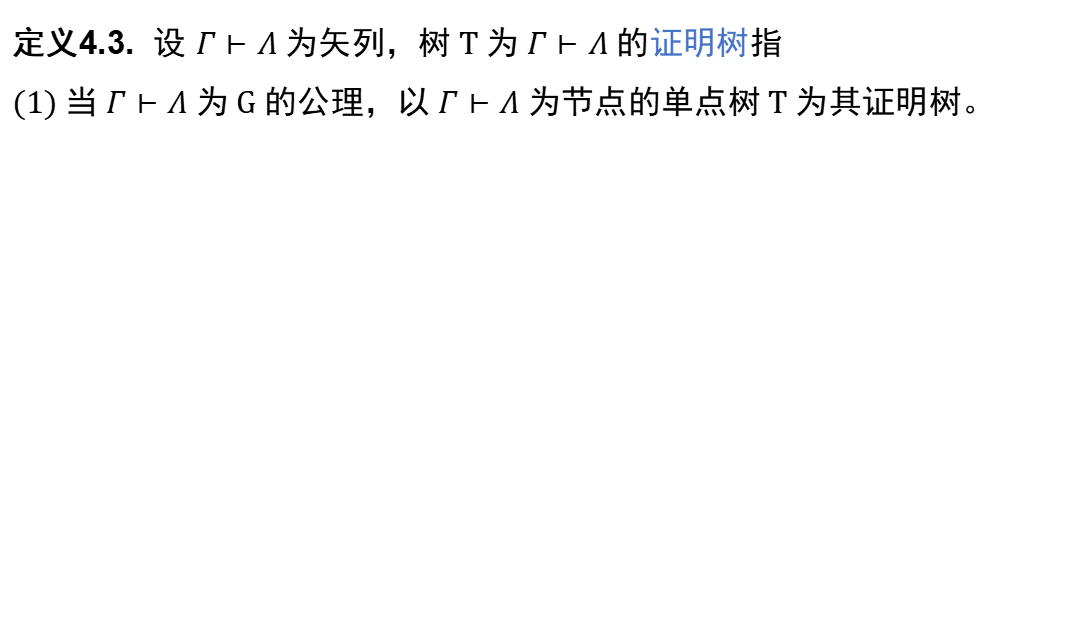 定义4.3. 设 Γ ⊢ Λ 为矢列，树 T 为 Γ ⊢ Λ 的证明树指
(1) 当 Γ ⊢ Λ 为 G 的公理，以 Γ ⊢ Λ 为节点的单点树 T 为其证明树。